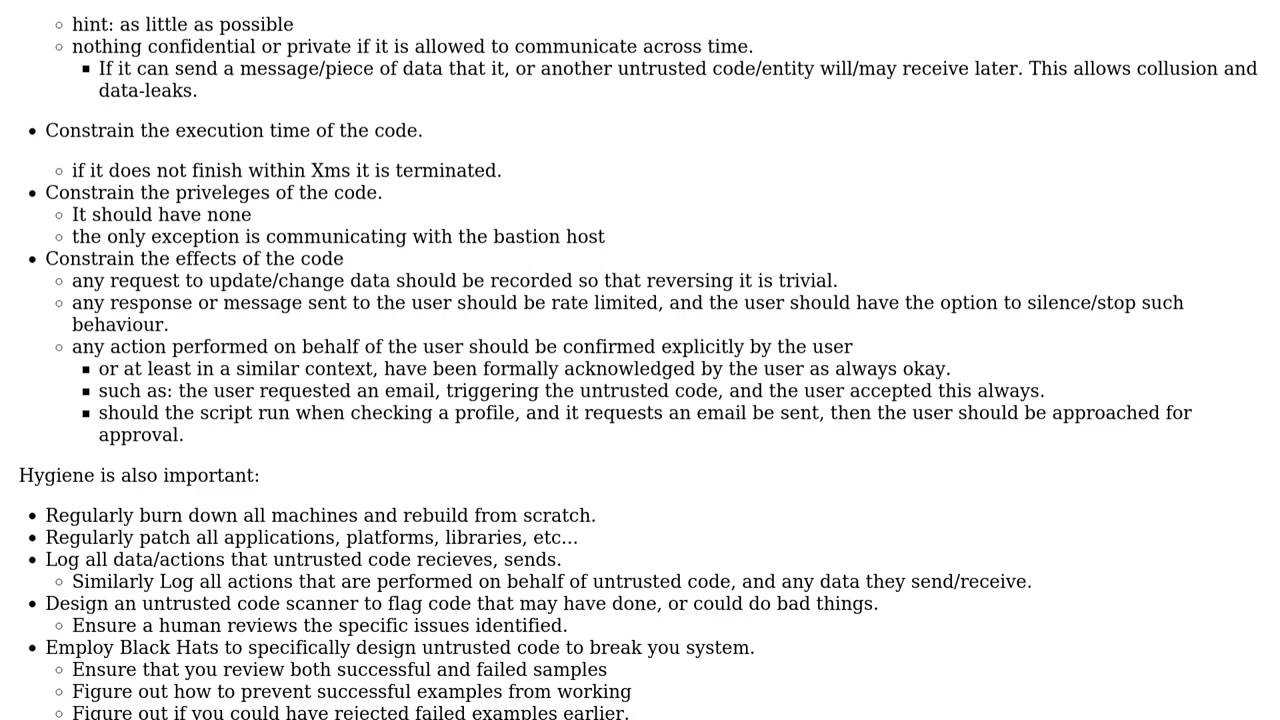 hint: as little as possible
nothing confidential or private if it is allowed to communicate across time.
If it can send a message/piece of data that it, or another untrusted code/entity will/may receive later. This allows collusion and
data-leaks.
Constrain the execution time of the code.
if it does not finish within Xms it is terminated.
Constrain the priveleges of the code.
It should have none
the only exception is communicating with the bastion host
Constrain the effects of the code
any request to update/change data should be recorded so that reversing it is trivial.
any response or message sent to the user should be rate limited, and the user should have the option to silence/stop such
behaviour.
any action performed on behalf of the user should be confirmed explicitly by the user
or at least in a similar context, have been formally acknowledged by the user as always okay.
such as: the user requested an email, triggering the untrusted code, and the user accepted this always.
should the script run when checking a profile, and it requests an email be sent, then the user should be approached for
approval.
Hygiene is also important:
Regularly burn down all machines and rebuild from scratch.
Regularly patch all applications, platforms, libraries, etc...
Log all data/actions that untrusted code recieves, sends.
Similarly Log all actions that are performed on behalf of untrusted code, and any data they send/receive.
Design an untrusted code scanner to flag code that may have done, or could do bad things.
Ensure a human reviews the specific issues identified.
Employ Black Hats to specifically design untrusted code to break you system.
Ensure that you review both successful and failed samples
Figure out how to prevent successful examples from working
Figure out if you could have rejected failed examples earlier.